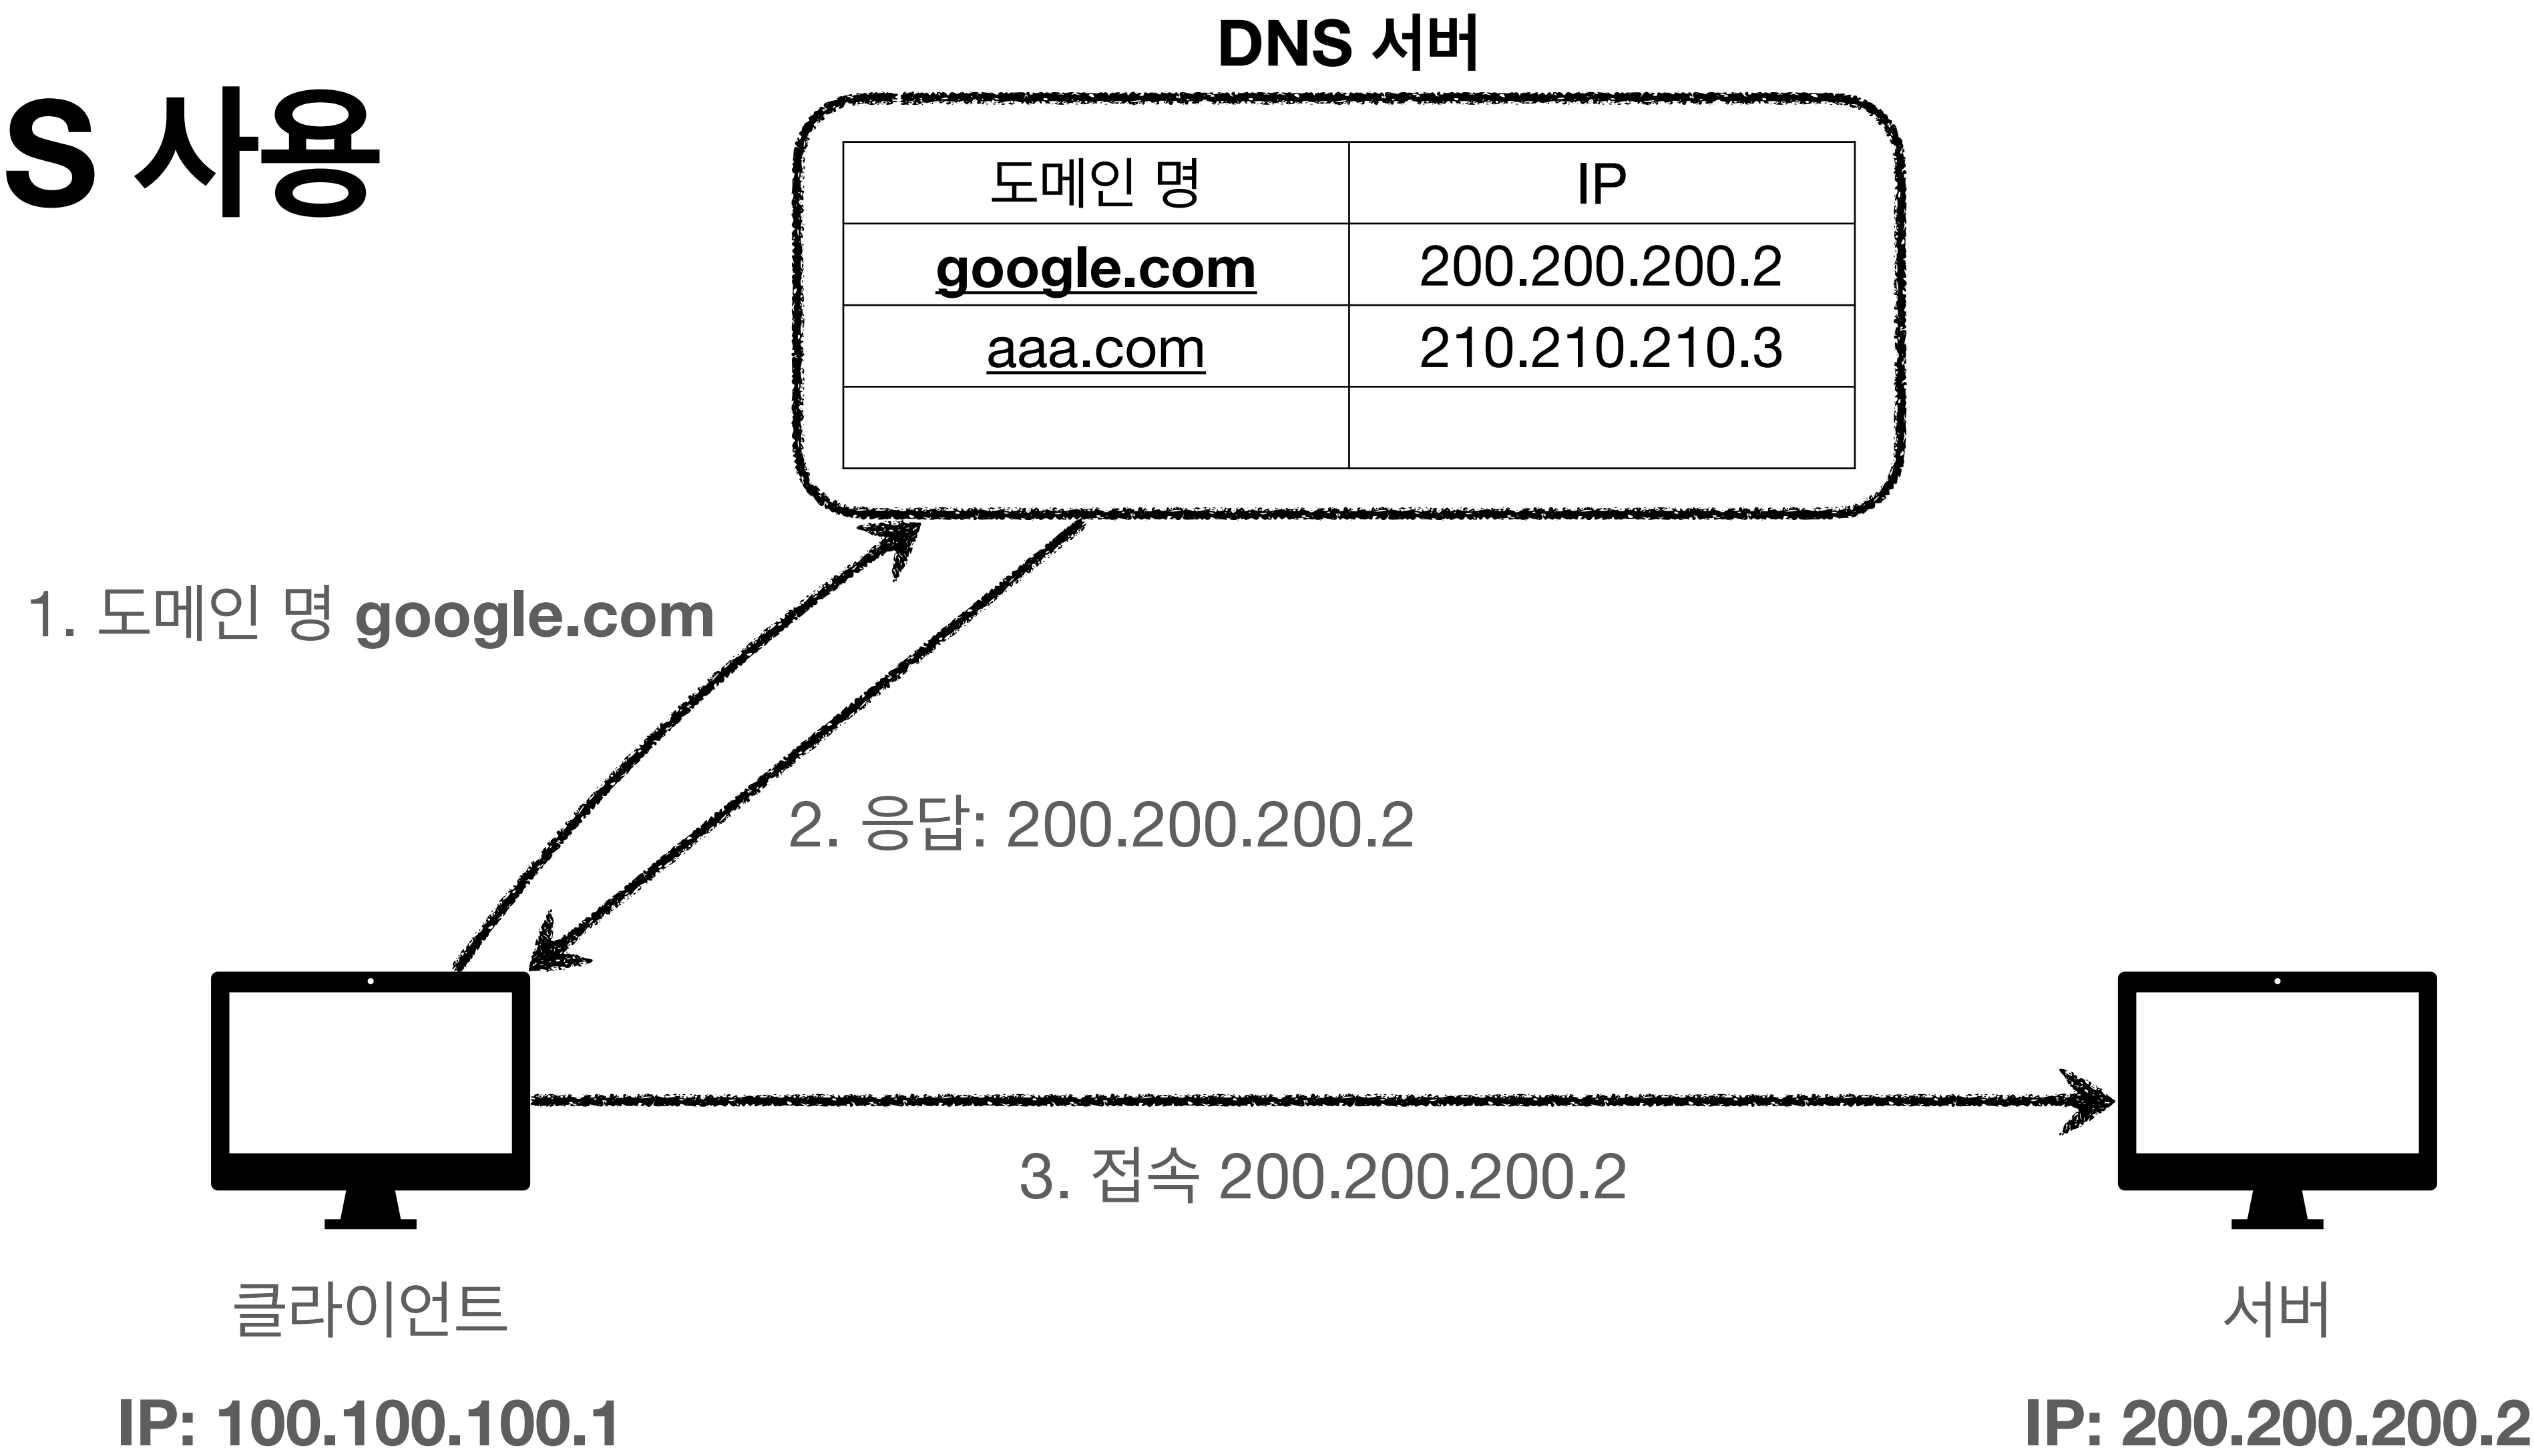 S 사용
DNS 서버
도메인 명 IP
google.com 200.200.200.2
aaa.com 210.210.210.3
1. 도메인 명 google.com
2. 응답: 200.200.200.2
3. 접속 200.200.200.2
클라이언트
IP: 100.100.100.1
서버
IP: 200.200.200.2